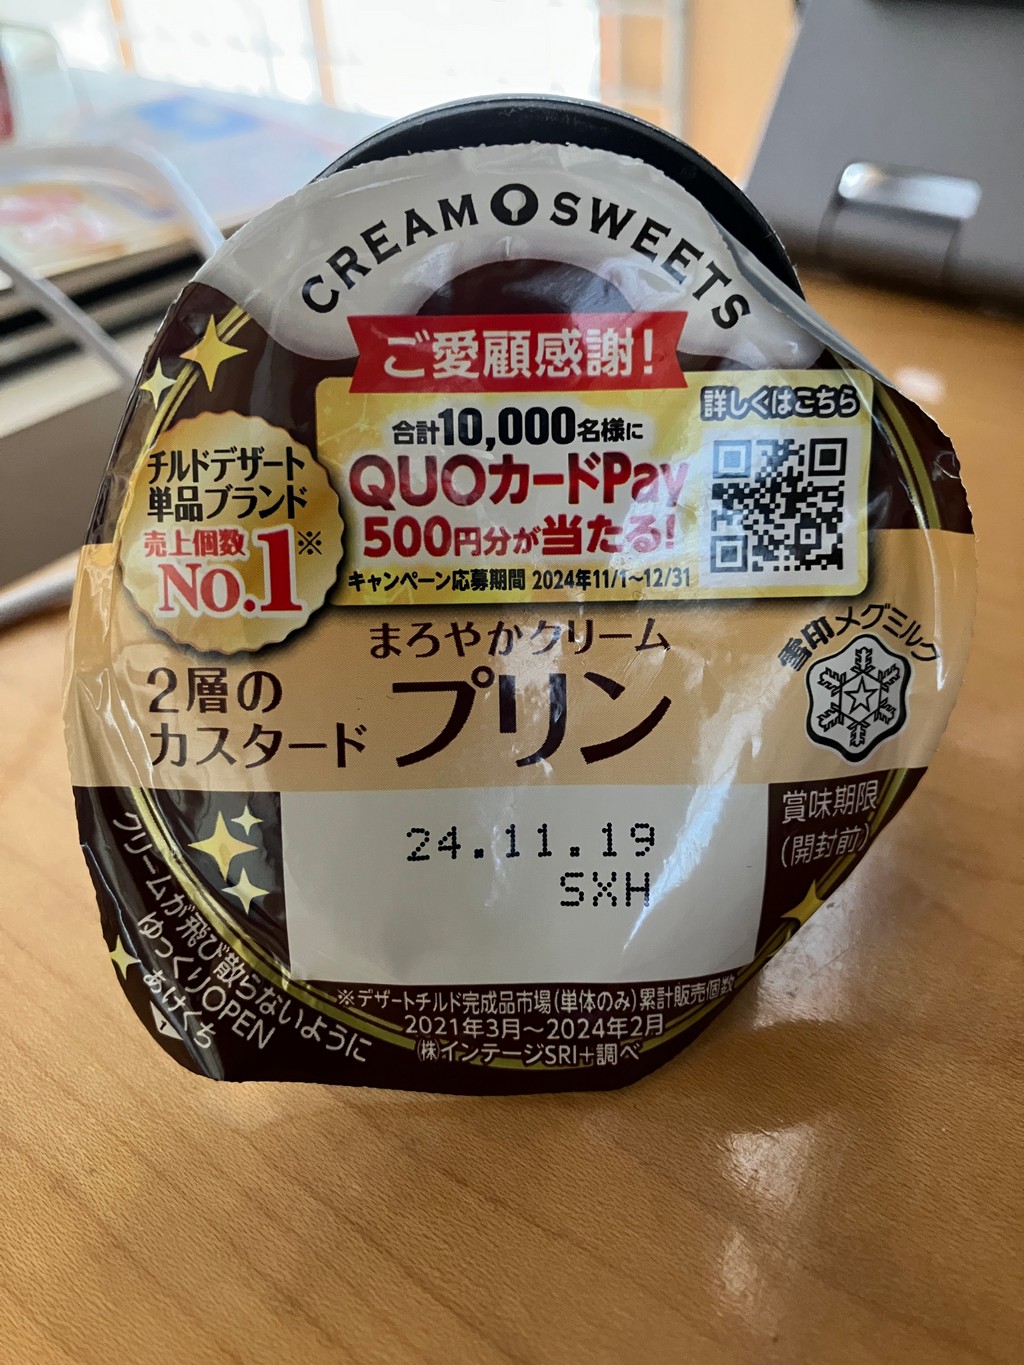 CREAM SWEETS
ご愛顧感謝!
合計10,000名様に
QUOカードPay
500円分が当たる!
キャンペーン応募期間 2024年11/1~12/31
詳しくはこちら
チルドデザート
単品ブランド
売上個数
No.1※
まろやかクリーム
2層の
カスタード
プリン
雪印メグミルク
24.11.19
SXH
賞味期限
(開封前)
クリームが飛び散らないように
ゆっくりOPEN
あけくち
※デザートチルド完成品市場(単体のみ)累計販売個数
2021年3月～2024年2月
㈱インテージSRI+調べ